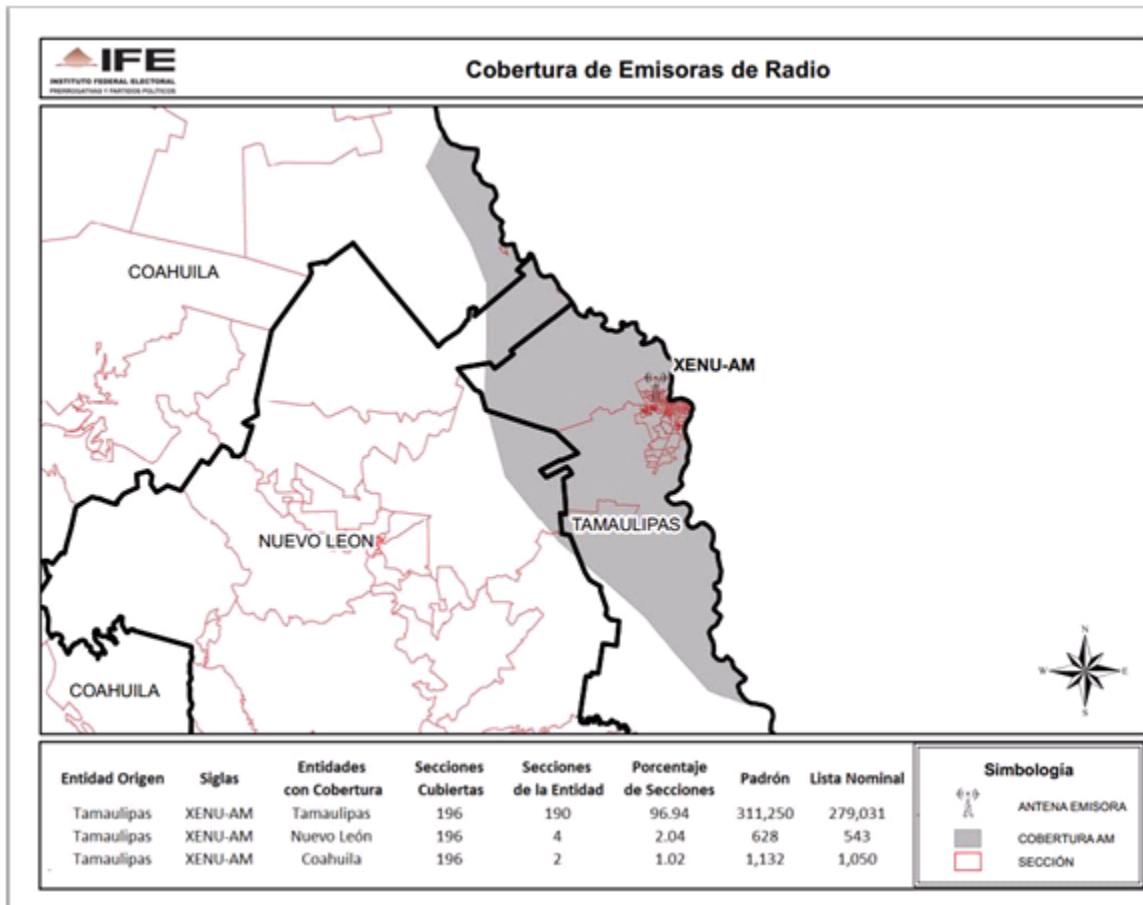 IFE
INSTITUTO FEDERAL ELECTORAL
PRERROGATIVAS Y PARTIDOS POLÍTICOS
Cobertura de Emisoras de Radio
COAHUILA
XENU-AM
NUEVO LEON
TAMAULIPAS
COAHUILA
N
W E
S
Entidad Origen Siglas Entidades con Cobertura Secciones Cubiertas Secciones de la Entidad Porcentaje de Secciones Padrón Lista Nominal
Tamaulipas XENU-AM Tamaulipas 196 190 96.94 311,250 279,031
Tamaulipas XENU-AM Nuevo León 196 4 2.04 628 543
Tamaulipas XENU-AM Coahuila 196 2 1.02 1,132 1,050
Simbología
ANTENA EMISORA
COBERTURA AM
SECCIÓN